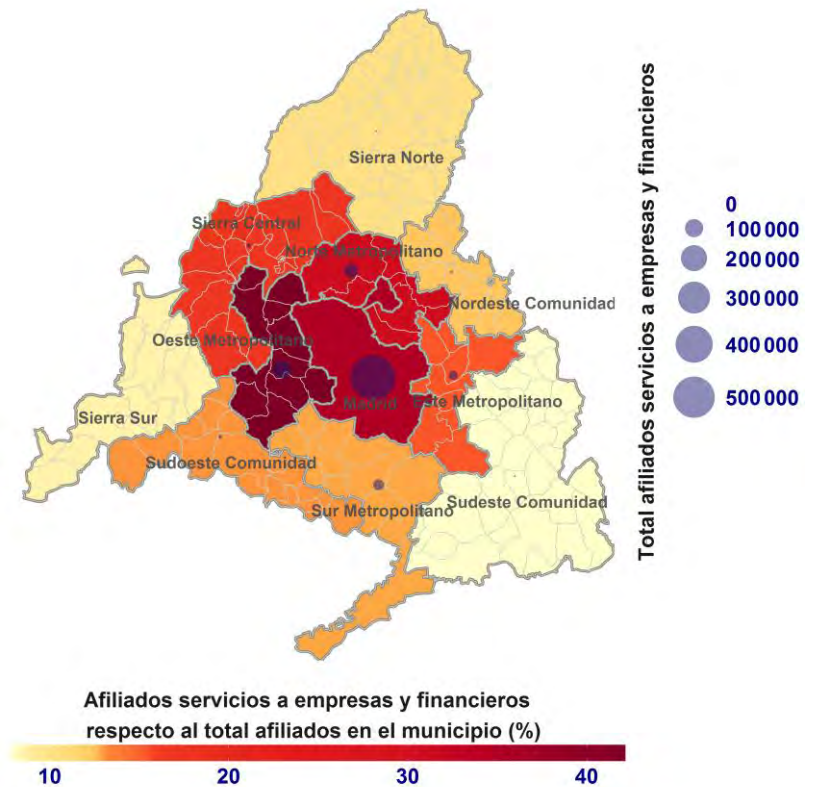 Sierra Norte
Sierra Central
Norte Metropolitano
Nordeste Comunidad
Oeste Metropolitano
Madrid
Este Metropolitano
Sierra Sur
Sudoeste Comunidad
Sur Metropolitano
Sudeste Comunidad
Total afiliados servicios a empresas y financieros
0
100 000
200 000
300 000
400 000
500 000
Afiliados servicios a empresas y financieros
respecto al total afiliados en el municipio (%)
10 20 30 40